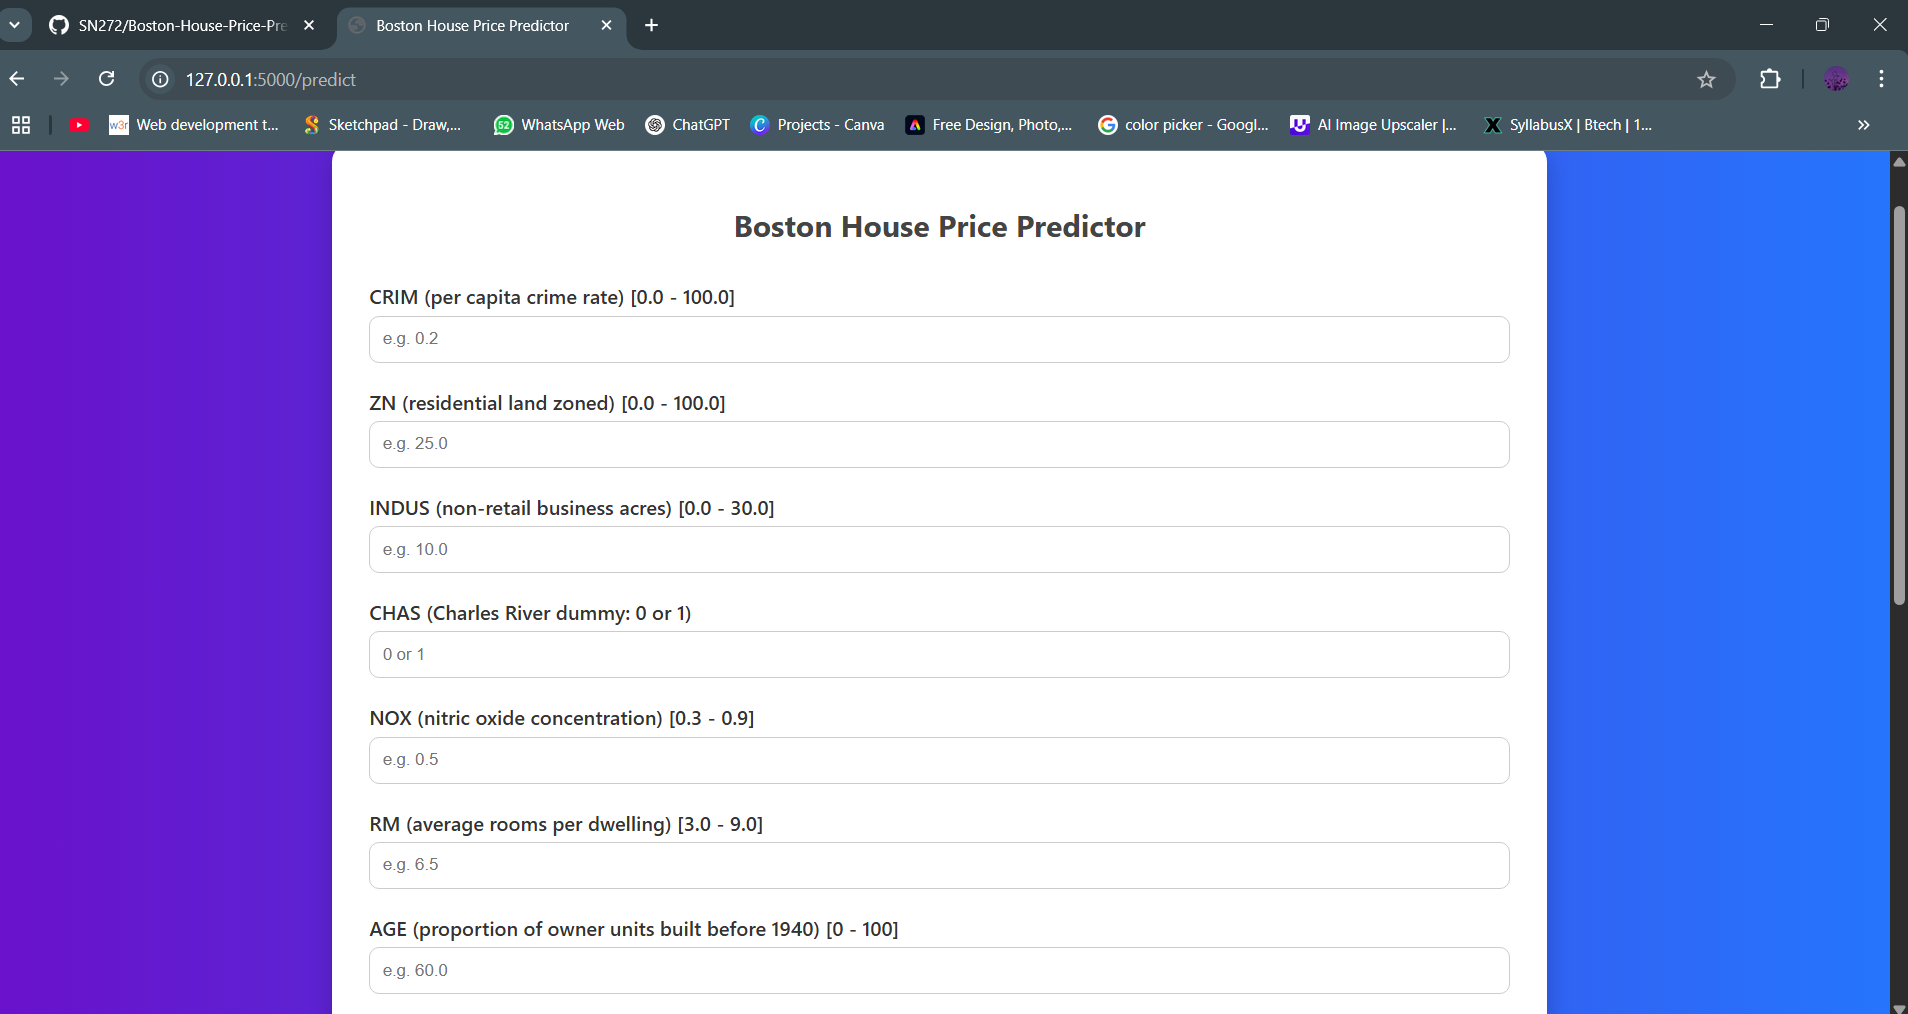 SN272/Boston-House-Price-Pre
Boston House Price Predictor
127.0.0.1:5000/predict
w3r
Web development t...
Sketchpad - Draw,...
52
WhatsApp Web
ChatGPT
Projects - Canva
Free Design, Photo,...
color picker - Googl...
AI Image Upscaler |...
SyllabusX | Btech | 1...
Boston House Price Predictor
CRIM (per capita crime rate) [0.0 - 100.0]
e.g. 0.2
ZN (residential land zoned) [0.0 - 100.0]
e.g. 25.0
INDUS (non-retail business acres) [0.0 - 30.0]
e.g. 10.0
CHAS (Charles River dummy: 0 or 1)
0 or 1
NOX (nitric oxide concentration) [0.3 - 0.9]
e.g. 0.5
RM (average rooms per dwelling) [3.0 - 9.0]
e.g. 6.5
AGE (proportion of owner units built before 1940) [0 - 100]
e.g. 60.0